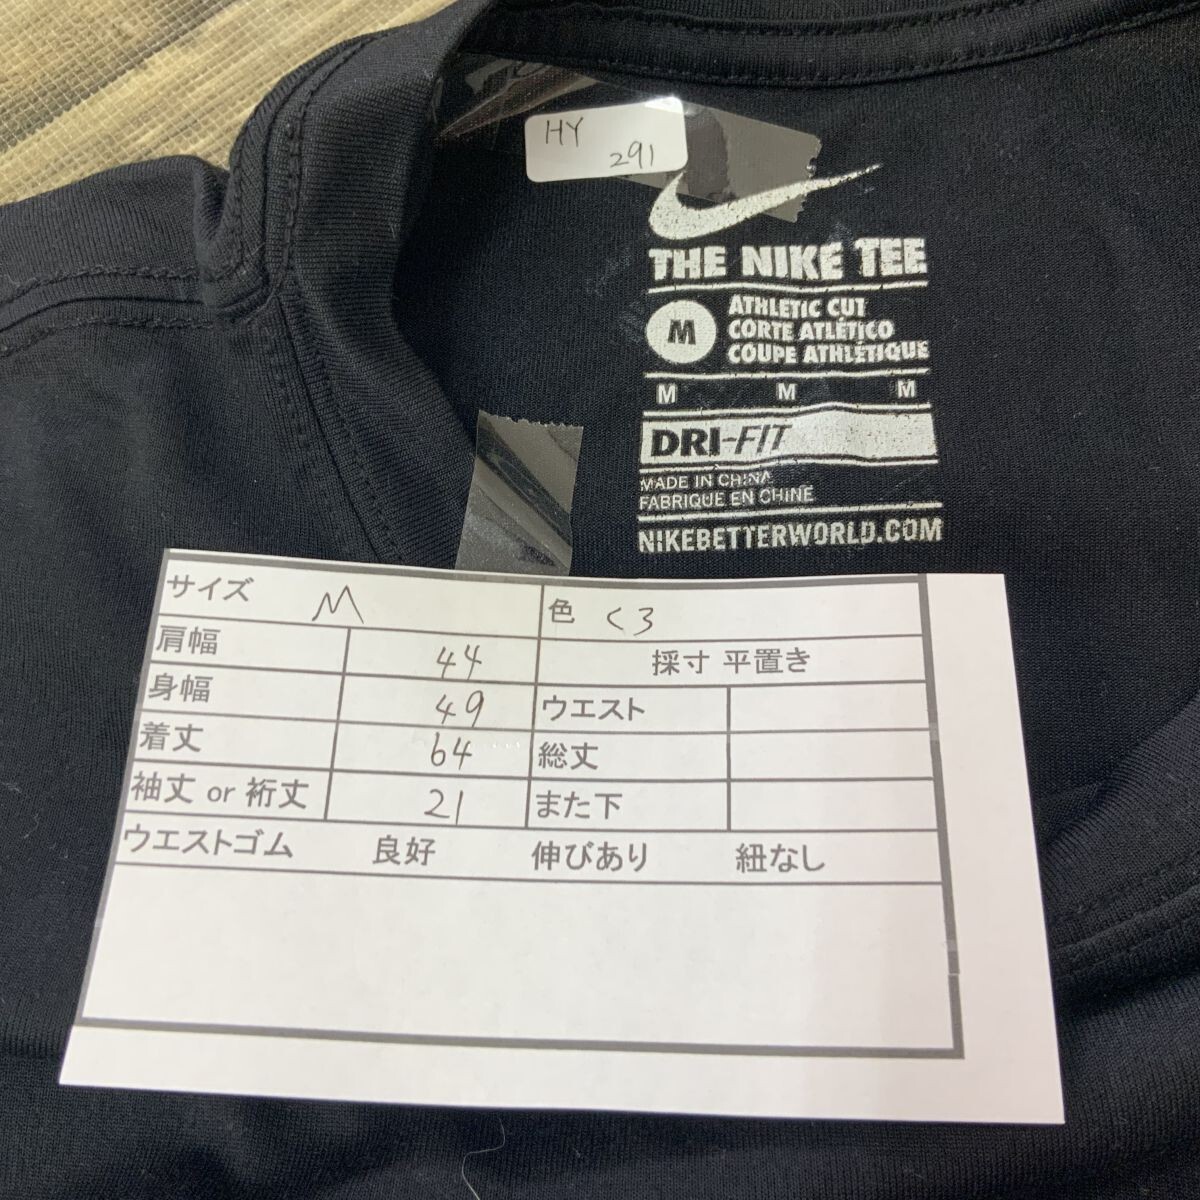 HY
291
THE NIKE TEE
M
ATHLETIC CUT
CORTE ATLÉTICO
COUPE ATHLÉTIQUE
M M M
DRI-FIT
MADE IN CHINA
FABRIQUE EN CHINE
NIKEBETTERWORLD.COM
サイズ M 色 くろ
肩幅 44 採寸 平置き
身幅 49 ウエスト
着丈 64 総丈
袖丈 or 裄丈 21 また下
ウエストゴム 良好 伸びあり 紐なし